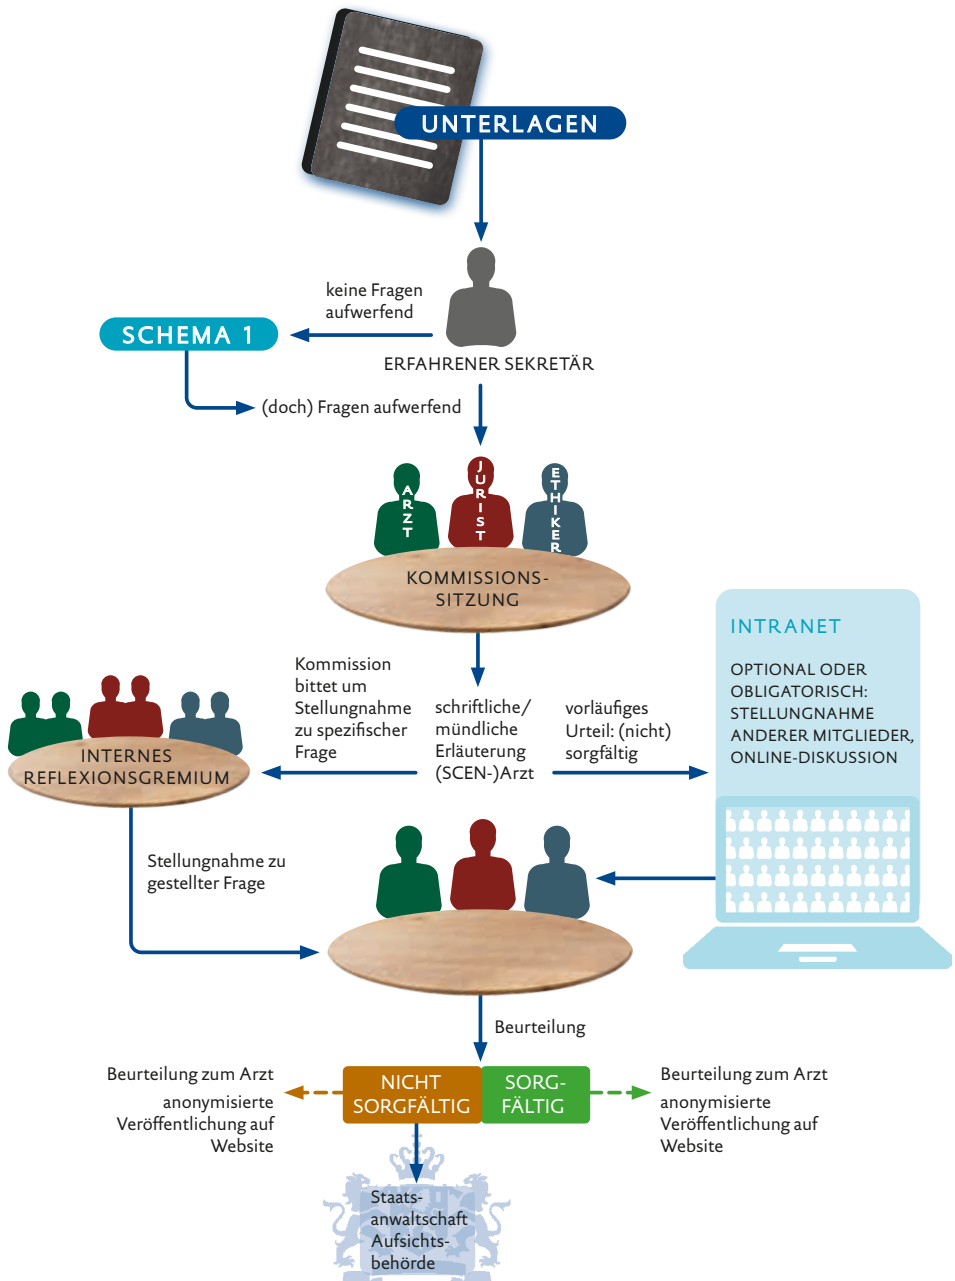 UNTERLAGEN
keine Fragen
aufwerfend
SCHEMA 1
ERFAHRENER SEKRETÄR
(doch) Fragen aufwerfend
ARZT
JURIST
ETHIKER
KOMMISSIONS-
SITZUNG
INTRANET
OPTIONAL ODER
OBLIGATORISCH:
STELLUNGNAHME
ANDERER MITGLIEDER,
ONLINE-DISKUSSION
Kommission
bittet um
Stellungnahme
zu spezifischer
Frage
schriftliche/
mündliche
Erläuterung
(SCEN-)Arzt
vorläufiges
Urteil: (nicht)
sorgfältig
INTERNES
REFLEXIONSGREMIUM
Stellungnahme zu
gestellter Frage
Beurteilung
NICHT
SORGFÄLTIG
SORG-
FÄLTIG
Beurteilung zum Arzt
anonymisierte
Veröffentlichung auf
Website
Beurteilung zum Arzt
anonymisierte
Veröffentlichung auf
Website
Staats-
anwaltschaft
Aufsichts-
behörde